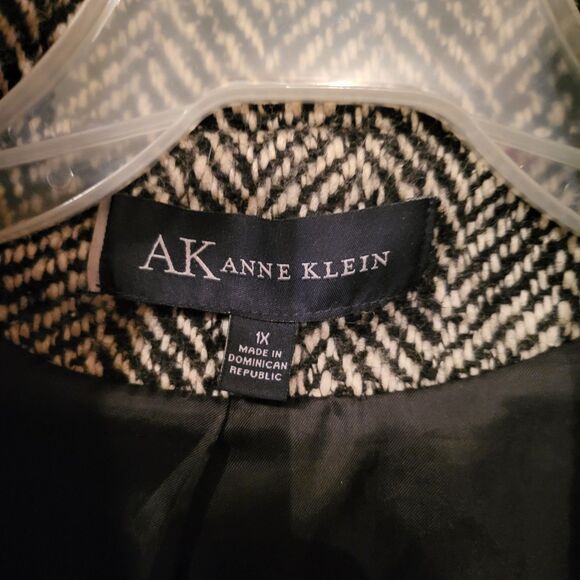 AK ANNE KLEIN
1X
MADE IN
DOMINICAN
REPUBLIC